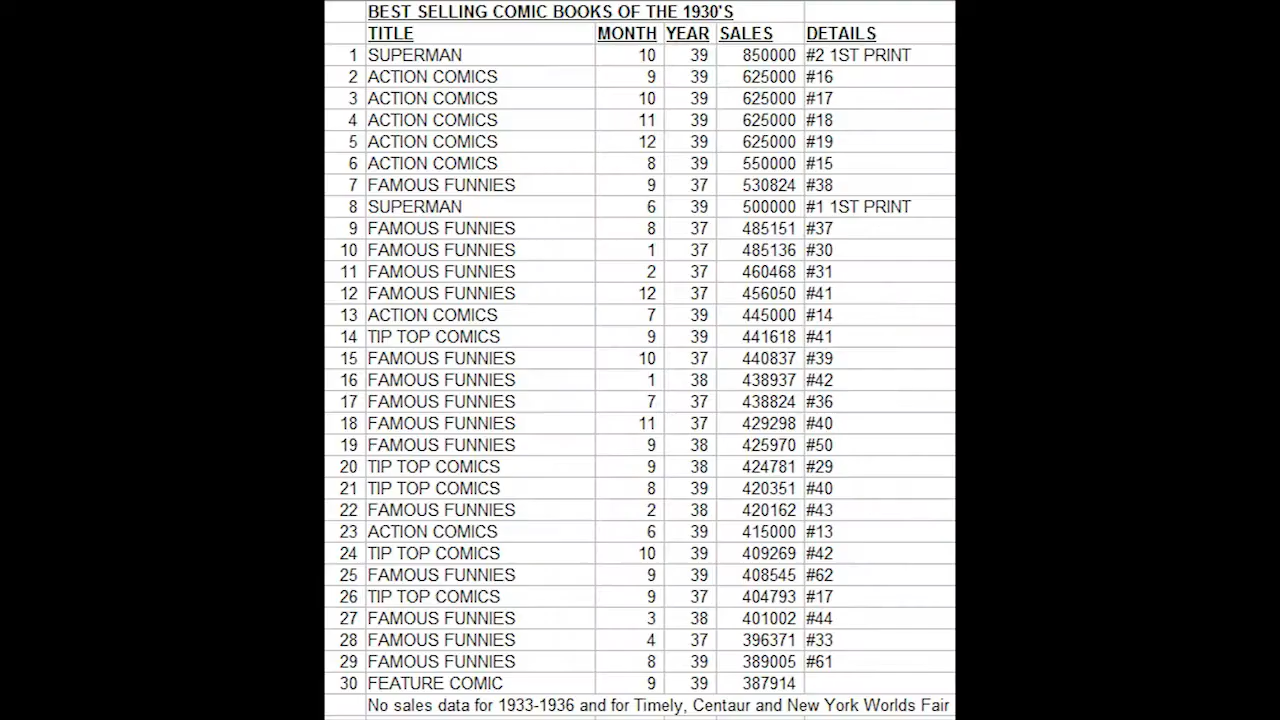 BEST SELLING COMIC BOOKS OF THE 1930'S
TITLE MONTH YEAR SALES DETAILS
1 SUPERMAN 10 39 850000 #2 1ST PRINT
2 ACTION COMICS 9 39 625000 #16
3 ACTION COMICS 10 39 625000 #17
4 ACTION COMICS 11 39 625000 #18
5 ACTION COMICS 12 39 625000 #19
6 ACTION COMICS 8 39 550000 #15
7 FAMOUS FUNNIES 9 37 530824 #38
8 SUPERMAN 6 39 500000 #1 1ST PRINT
9 FAMOUS FUNNIES 8 37 485151 #37
10 FAMOUS FUNNIES 1 37 485136 #30
11 FAMOUS FUNNIES 2 37 460468 #31
12 FAMOUS FUNNIES 12 37 456050 #41
13 ACTION COMICS 7 39 445000 #14
14 TIP TOP COMICS 9 39 441618 #41
15 FAMOUS FUNNIES 10 37 440837 #39
16 FAMOUS FUNNIES 1 38 438937 #42
17 FAMOUS FUNNIES 7 37 438824 #36
18 FAMOUS FUNNIES 11 37 429298 #40
19 FAMOUS FUNNIES 9 38 425970 #50
20 TIP TOP COMICS 9 38 424781 #29
21 TIP TOP COMICS 8 39 420351 #40
22 FAMOUS FUNNIES 2 38 420162 #43
23 ACTION COMICS 6 39 415000 #13
24 TIP TOP COMICS 10 39 409269 #42
25 FAMOUS FUNNIES 9 39 408545 #62
26 TIP TOP COMICS 9 37 404793 #17
27 FAMOUS FUNNIES 3 38 401002 #44
28 FAMOUS FUNNIES 4 37 396371 #33
29 FAMOUS FUNNIES 8 39 389005 #61
30 FEATURE COMIC 9 39 387914
No sales data for 1933-1936 and for Timely, Centaur and New York Worlds Fair